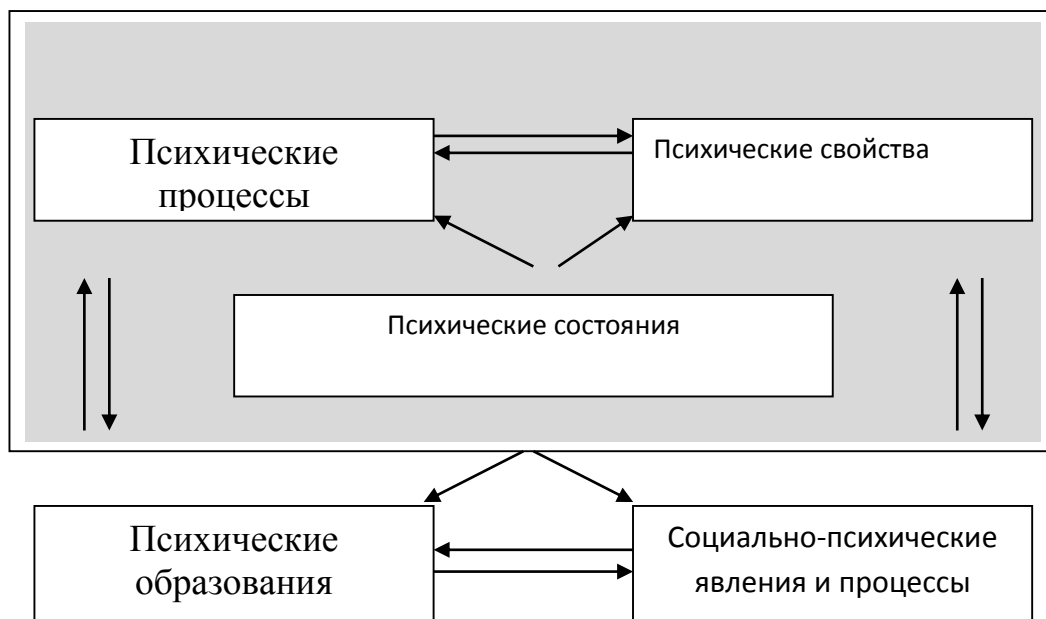 Психические
процессы
Психические свойства
Психические состояния
Психические
образования
Социально-психические
явления и процессы